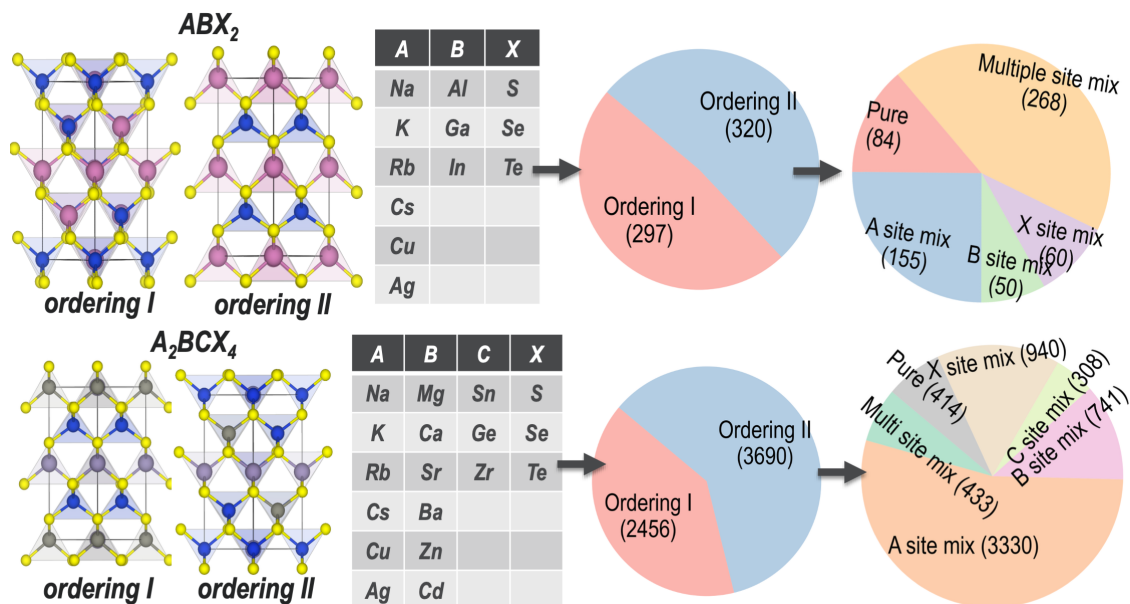 ABX2
A B X
Na Al S
K Ga Se
Rb In Te
Cs
Cu
Ag
ordering I
ordering II
Ordering II
(320)
Ordering I
(297)
Multiple site mix
(268)
Pure
(84)
A site mix
(155)
B site mix
(50)
X site mix
(60)
A2BCX4
A B C X
Na Mg Sn S
K Ca Ge Se
Rb Sr Zr Te
Cs Ba
Cu Zn
Ag Cd
ordering I
ordering II
Ordering II
(3690)
Ordering I
(2456)
X site mix (940)
Pure (414)
Multi site mix (433)
C site mix (308)
B site mix (741)
A site mix (3330)